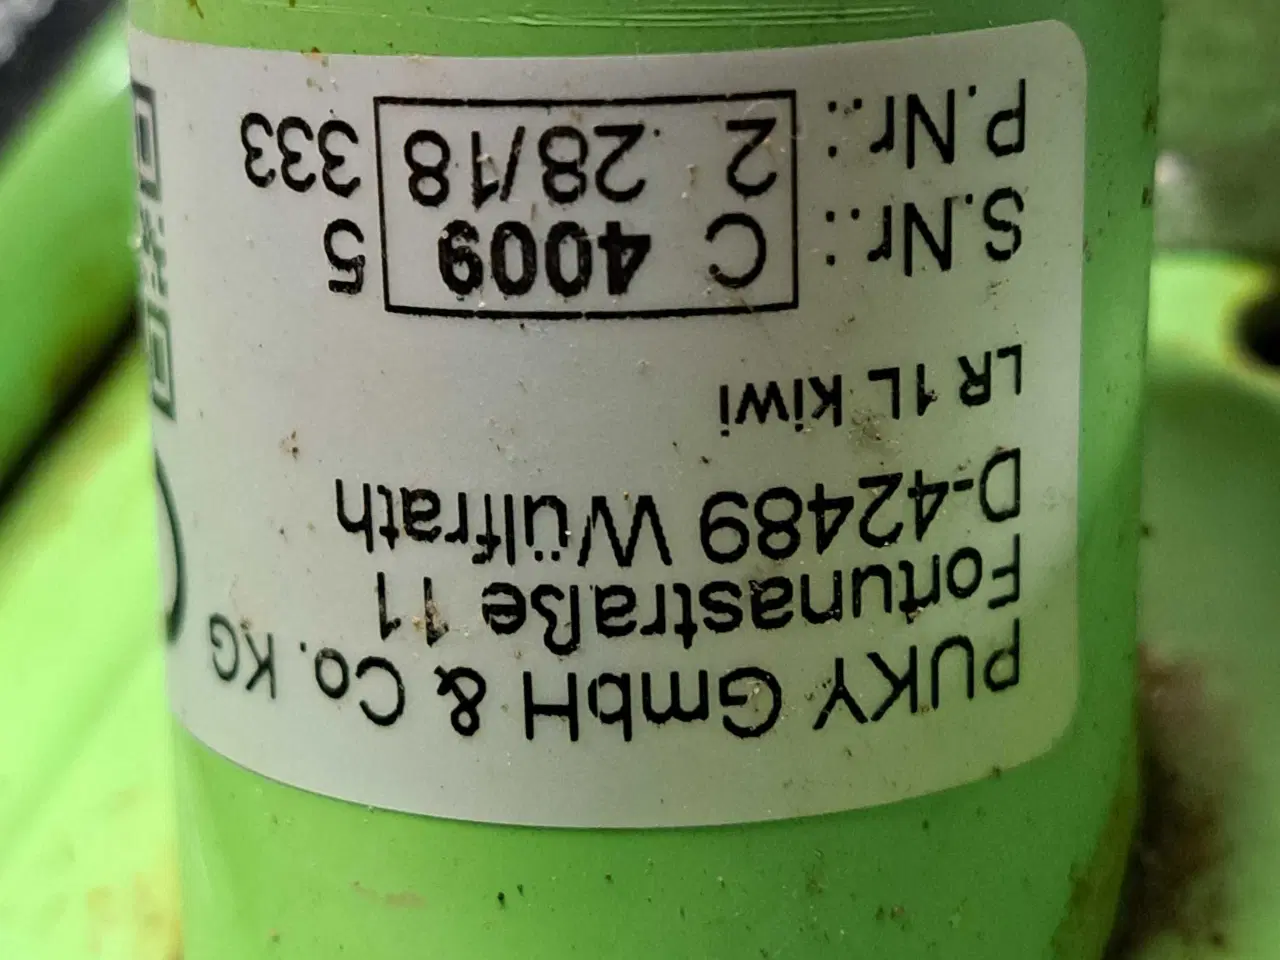 PUKY GmbH & Co. KG
Fortunastraße 11
D-42489 Wülfrath
LR 1L kiwi
S.Nr.: C 4009 5
P.Nr.: 2 28/18 333